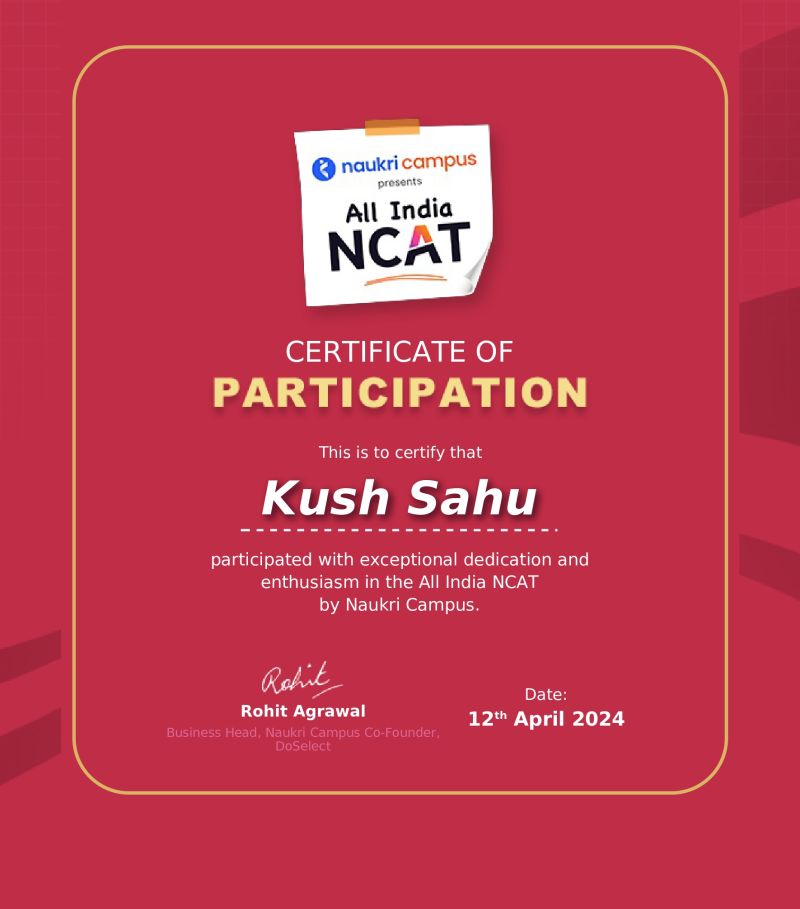 naukri campus
presents
All India
NCAT
CERTIFICATE OF
PARTICIPATION
This is to certify that
Kush Sahu
participated with exceptional dedication and
enthusiasm in the All India NCAT
by Naukri Campus.
Rohit
Rohit Agrawal
Business Head, Naukri Campus Co-Founder,
DoSelect
Date:
12th April 2024